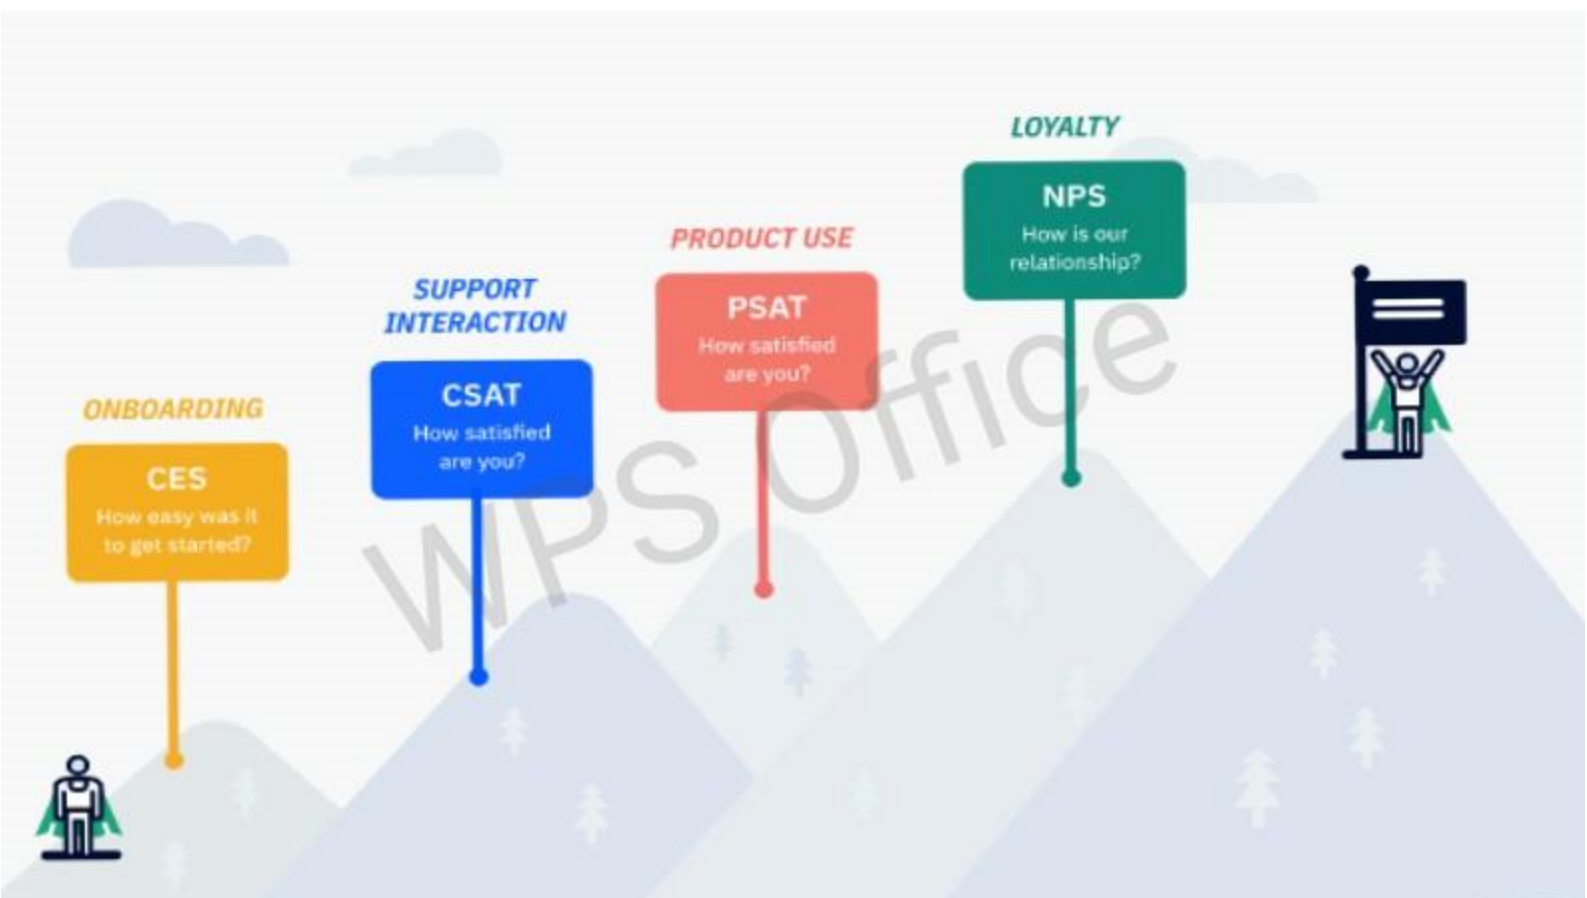 LOYALTY
NPS
How is our
relationship?
PRODUCT USE
PSAT
How satisfied
are you?
SUPPORT
INTERACTION
CSAT
How satisfied
are you?
ONBOARDING
CES
How easy was it
to get started?
WPS Office